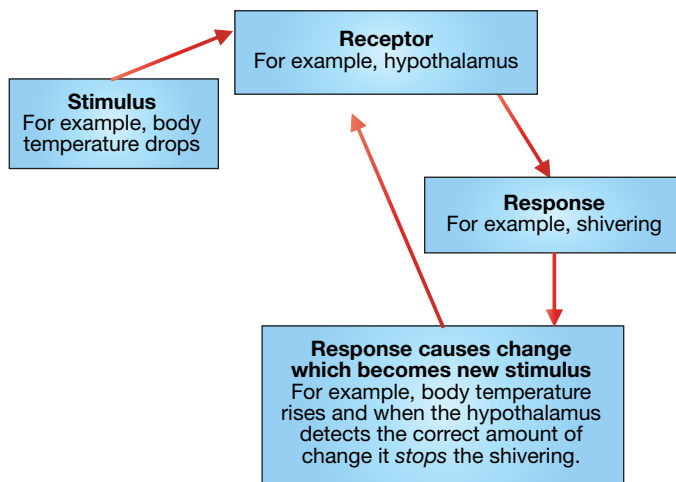 Receptor
For example, hypothalamus
Stimulus
For example, body
temperature drops
Response
For example, shivering
Response causes change
which becomes new stimulus
For example, body temperature
rises and when the hypothalamus
detects the correct amount of
change it stops the shivering.